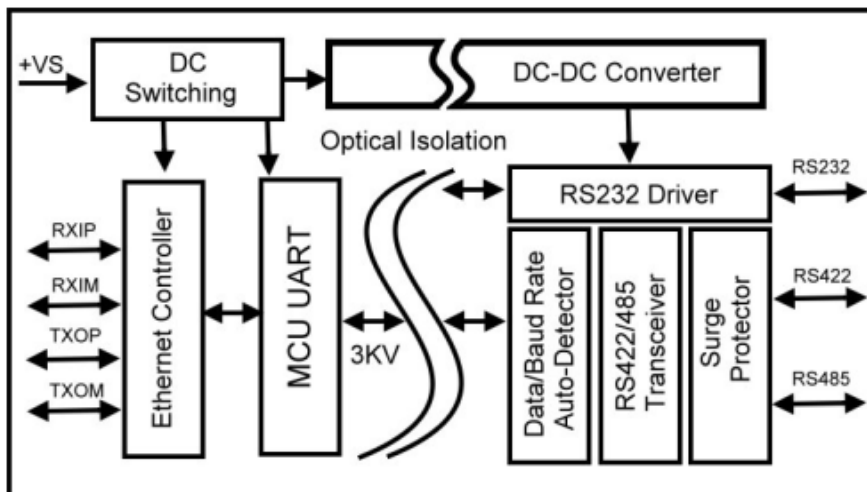 +VS
DC
Switching
DC-DC Converter
Optical Isolation
RS232 Driver
RS232
RXIP
RXIM
TXOP
TXOM
Ethernet Controller
MCU UART
3KV
Data/Baud Rate
Auto-Detector
RS422/485
Transceiver
Surge
Protector
RS422
RS485